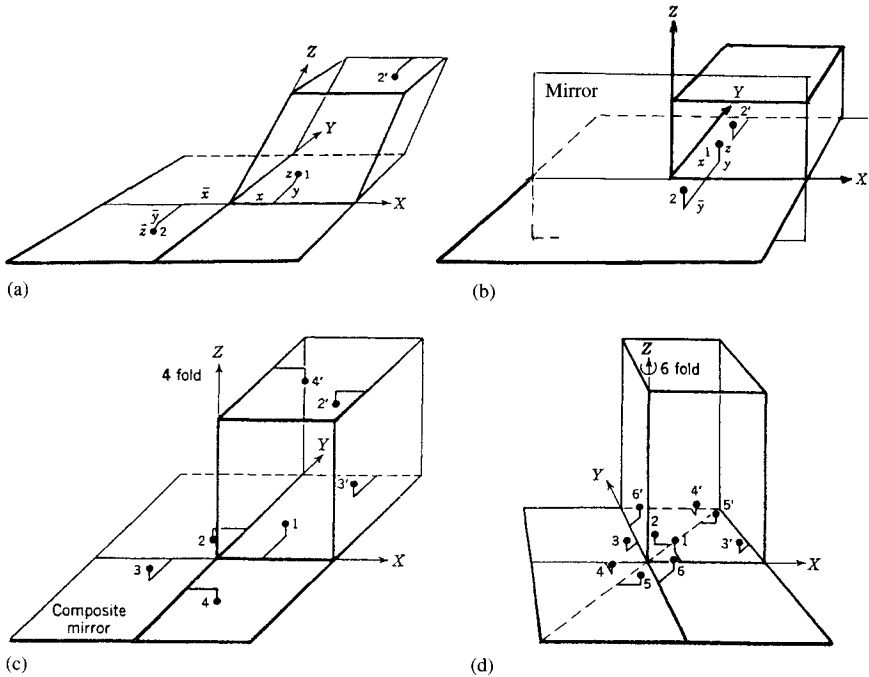 Z
2′
Y
z 1
x̄
x
y
X
ȳ
z̄ 2
(a)
Z
Mirror
Y
2′
1
z
x
y
X
2
ȳ
(b)
Z
4 fold
4′
2′
Y
3′
1
2
X
3
4
Composite
mirror
(c)
Z
6 fold
Y
4′
5′
6′
2
3
1
3′
X
4
6
5
(d)